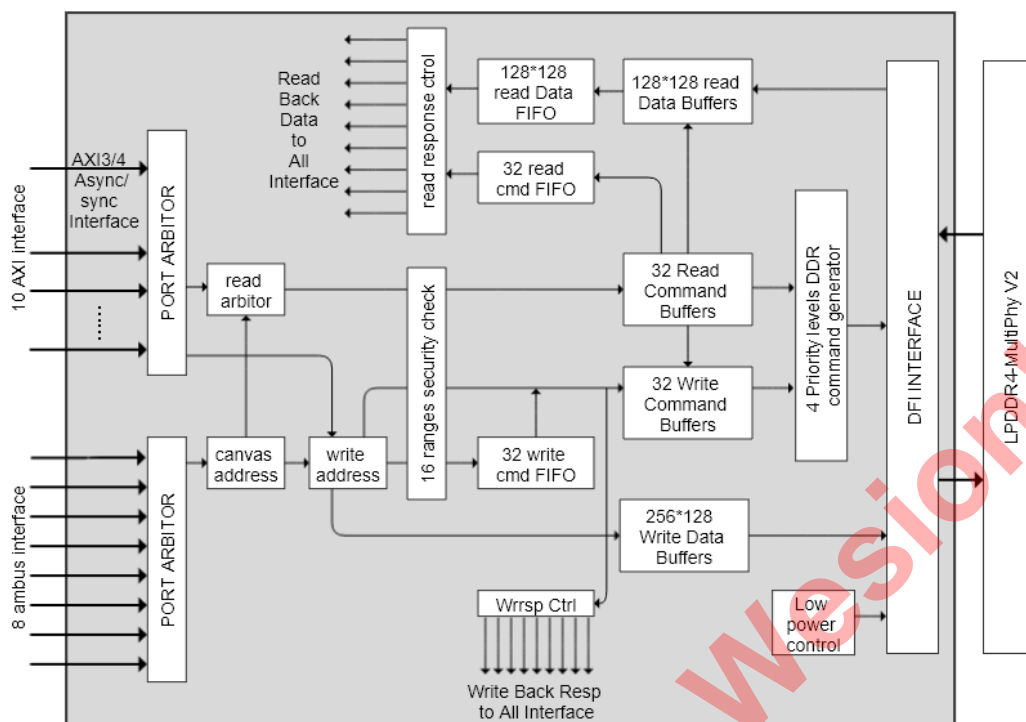 Read
Back
Data
to
All
Interface
read response ctrol
128*128
read Data
FIFO
128*128 read
Data Buffers
32 read
cmd FIFO
AXI3/4
Async/
sync
Interface
10 AXI interface
PORT ARBITOR
read
arbitor
16 ranges security check
32 Read
Command
Buffers
4 Priority levels DDR
command generator
DFI INTERFACE
LPDDR4-MultiPhy V2
32 Write
Command
Buffers
8 ambus interface
PORT ARBITOR
canvas
address
write
address
32 write
cmd FIFO
256*128
Write Data
Buffers
Wrrsp Ctrl
Low
power
control
Write Back Resp
to All Interface
Wesion